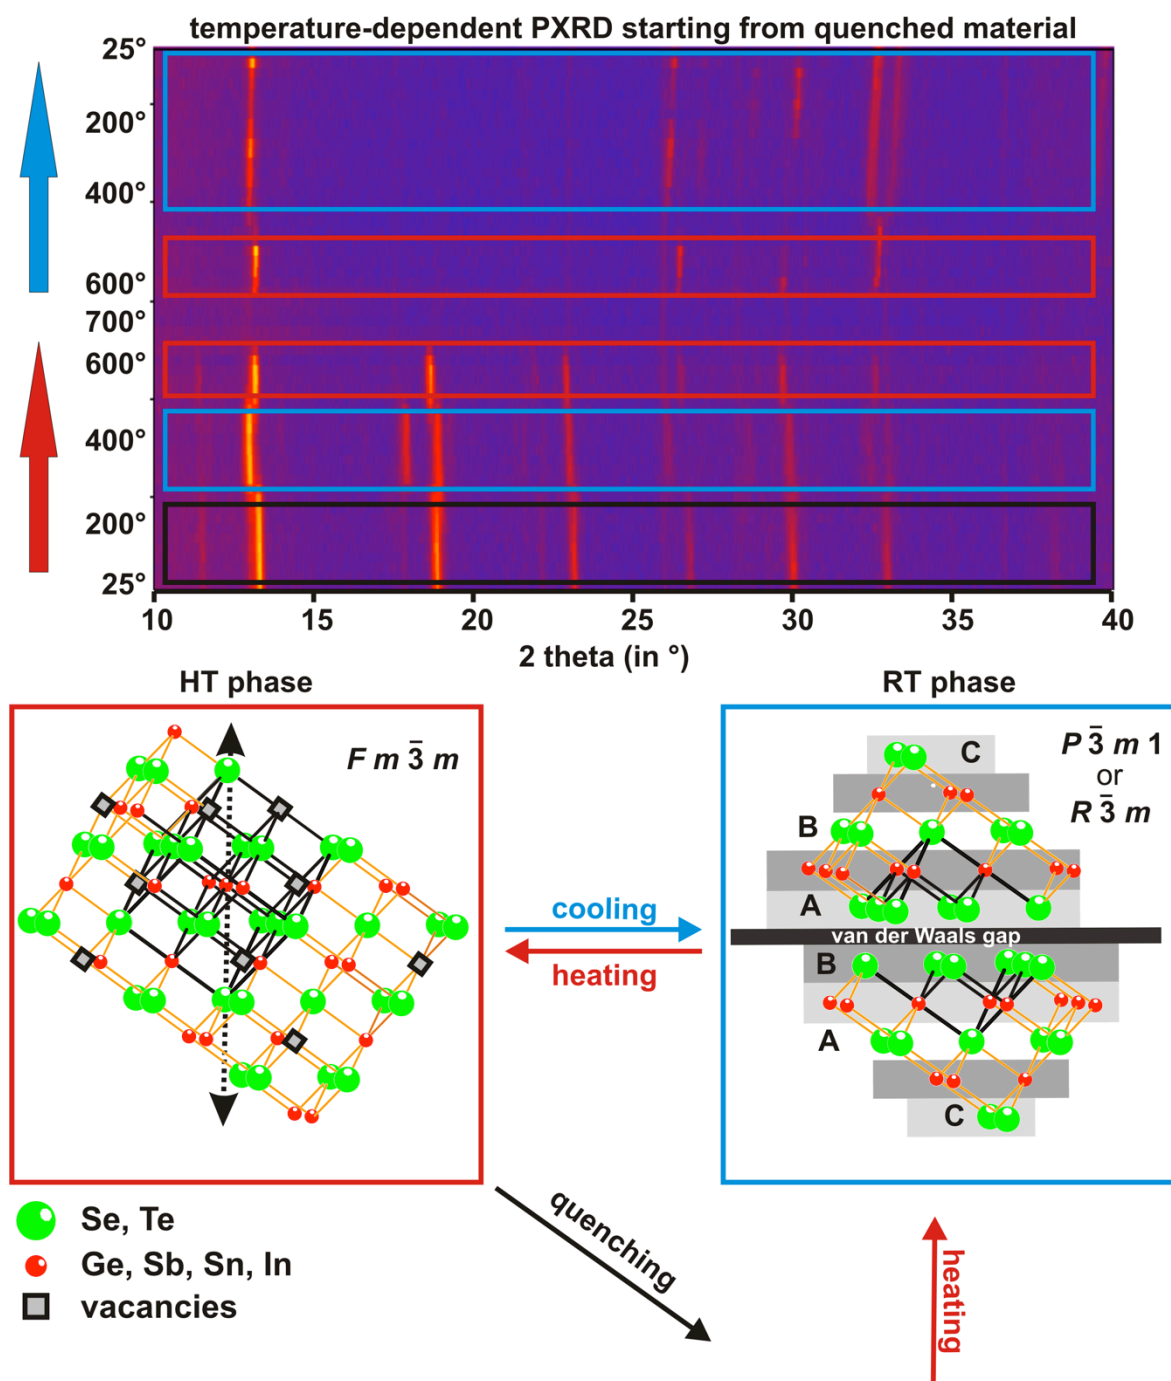 temperature-dependent PXRD starting from quenched material
25°
200°
400°
600°
700°
600°
400°
200°
25°
10 15 20 25 30 35 40
2 theta (in °)
HT phase
RT phase
F m 3̅ m
P 3̅ m 1
or
R 3̅ m
C
B
A
van der Waals gap
B
A
C
cooling
heating
quenching
heating
Se, Te
Ge, Sb, Sn, In
vacancies